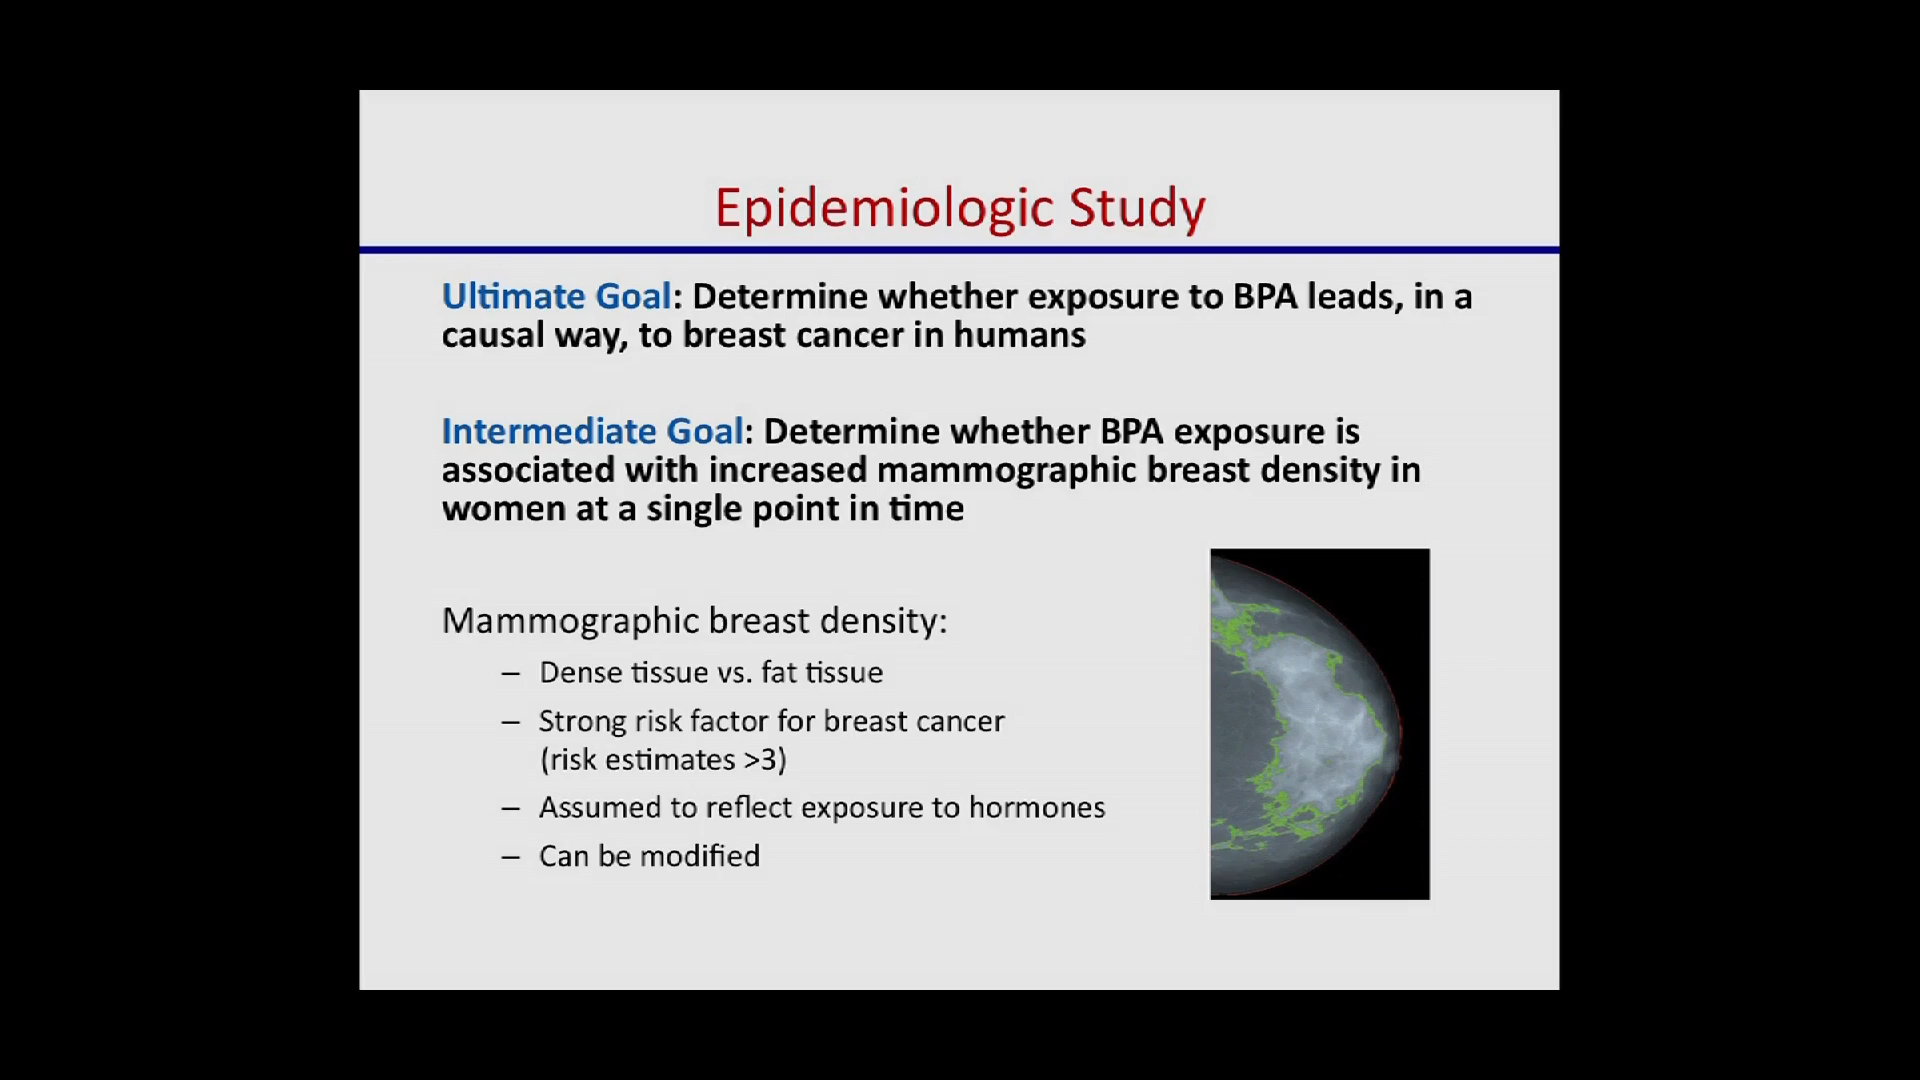 Epidemiologic Study
Ultimate Goal: Determine whether exposure to BPA leads, in a
causal way, to breast cancer in humans
Intermediate Goal: Determine whether BPA exposure is
associated with increased mammographic breast density in
women at a single point in time
Mammographic breast density:
– Dense tissue vs. fat tissue
– Strong risk factor for breast cancer
(risk estimates >3)
– Assumed to reflect exposure to hormones
– Can be modified